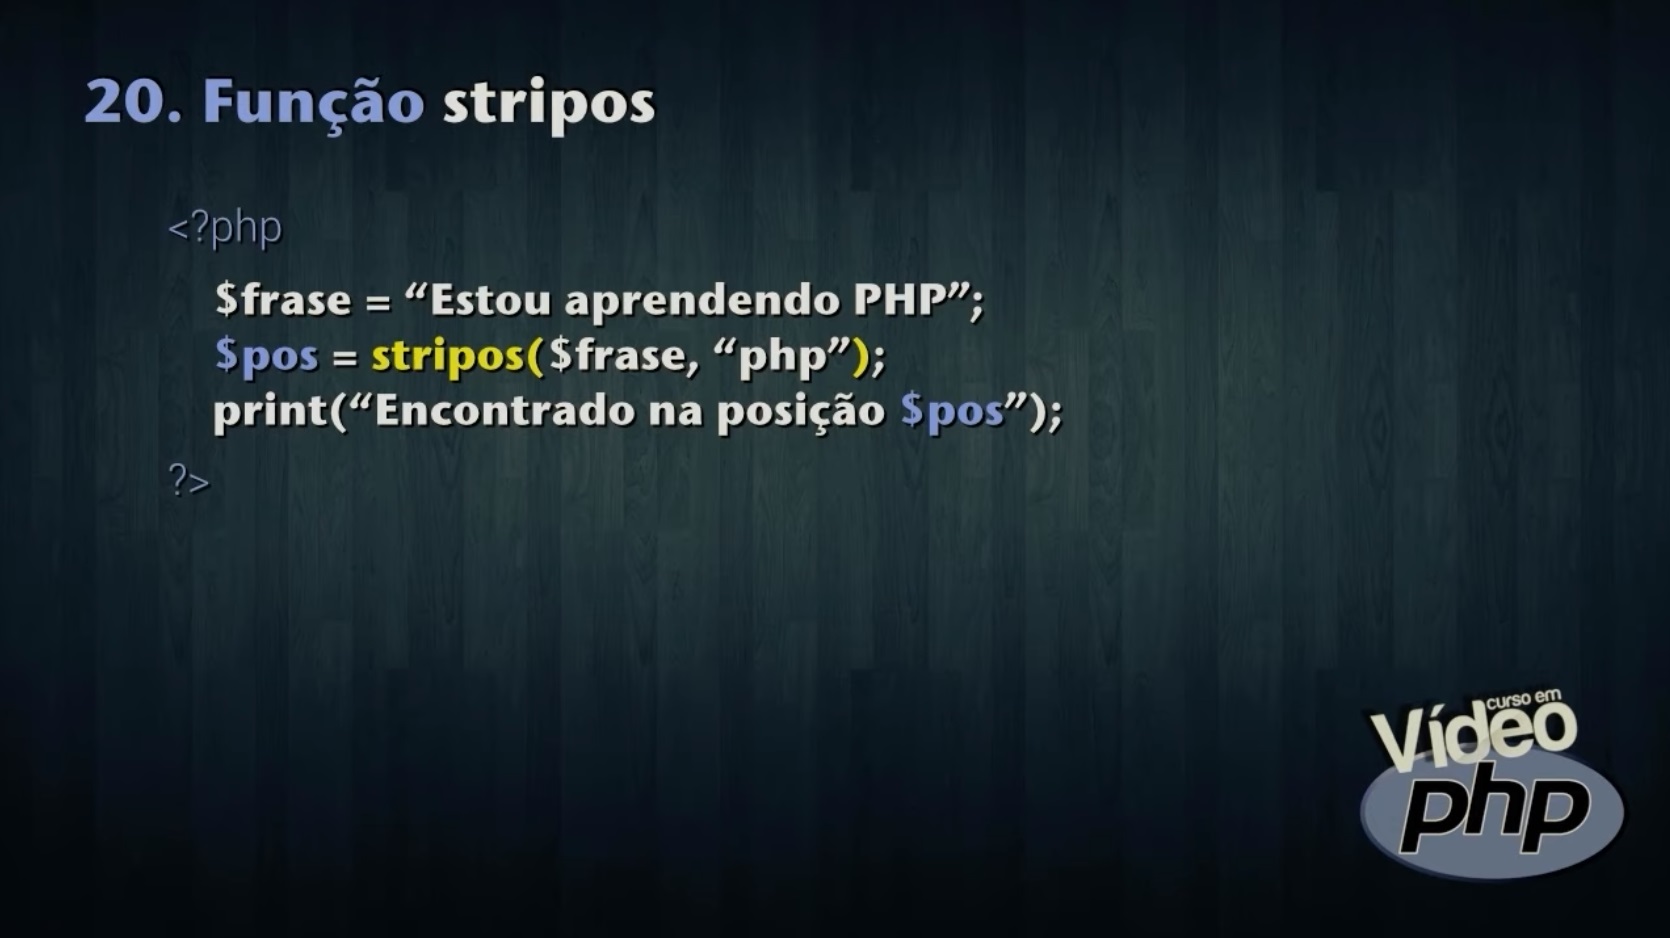 20. Função stripos
<?php
$frase = “Estou aprendendo PHP”;
$pos = stripos($frase, “php”);
print(“Encontrado na posição $pos”);
?>
curso em
Vídeo
php